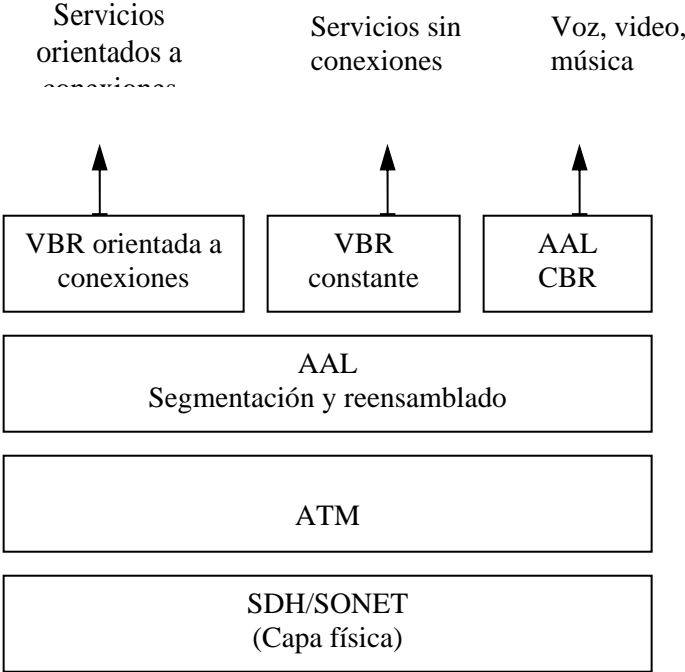 Servicios
orientados a
conexiones
Servicios sin
conexiones
Voz, video,
música
VBR orientada a
conexiones
VBR
constante
AAL
CBR
AAL
Segmentación y reensamblado
ATM
SDH/SONET
(Capa física)